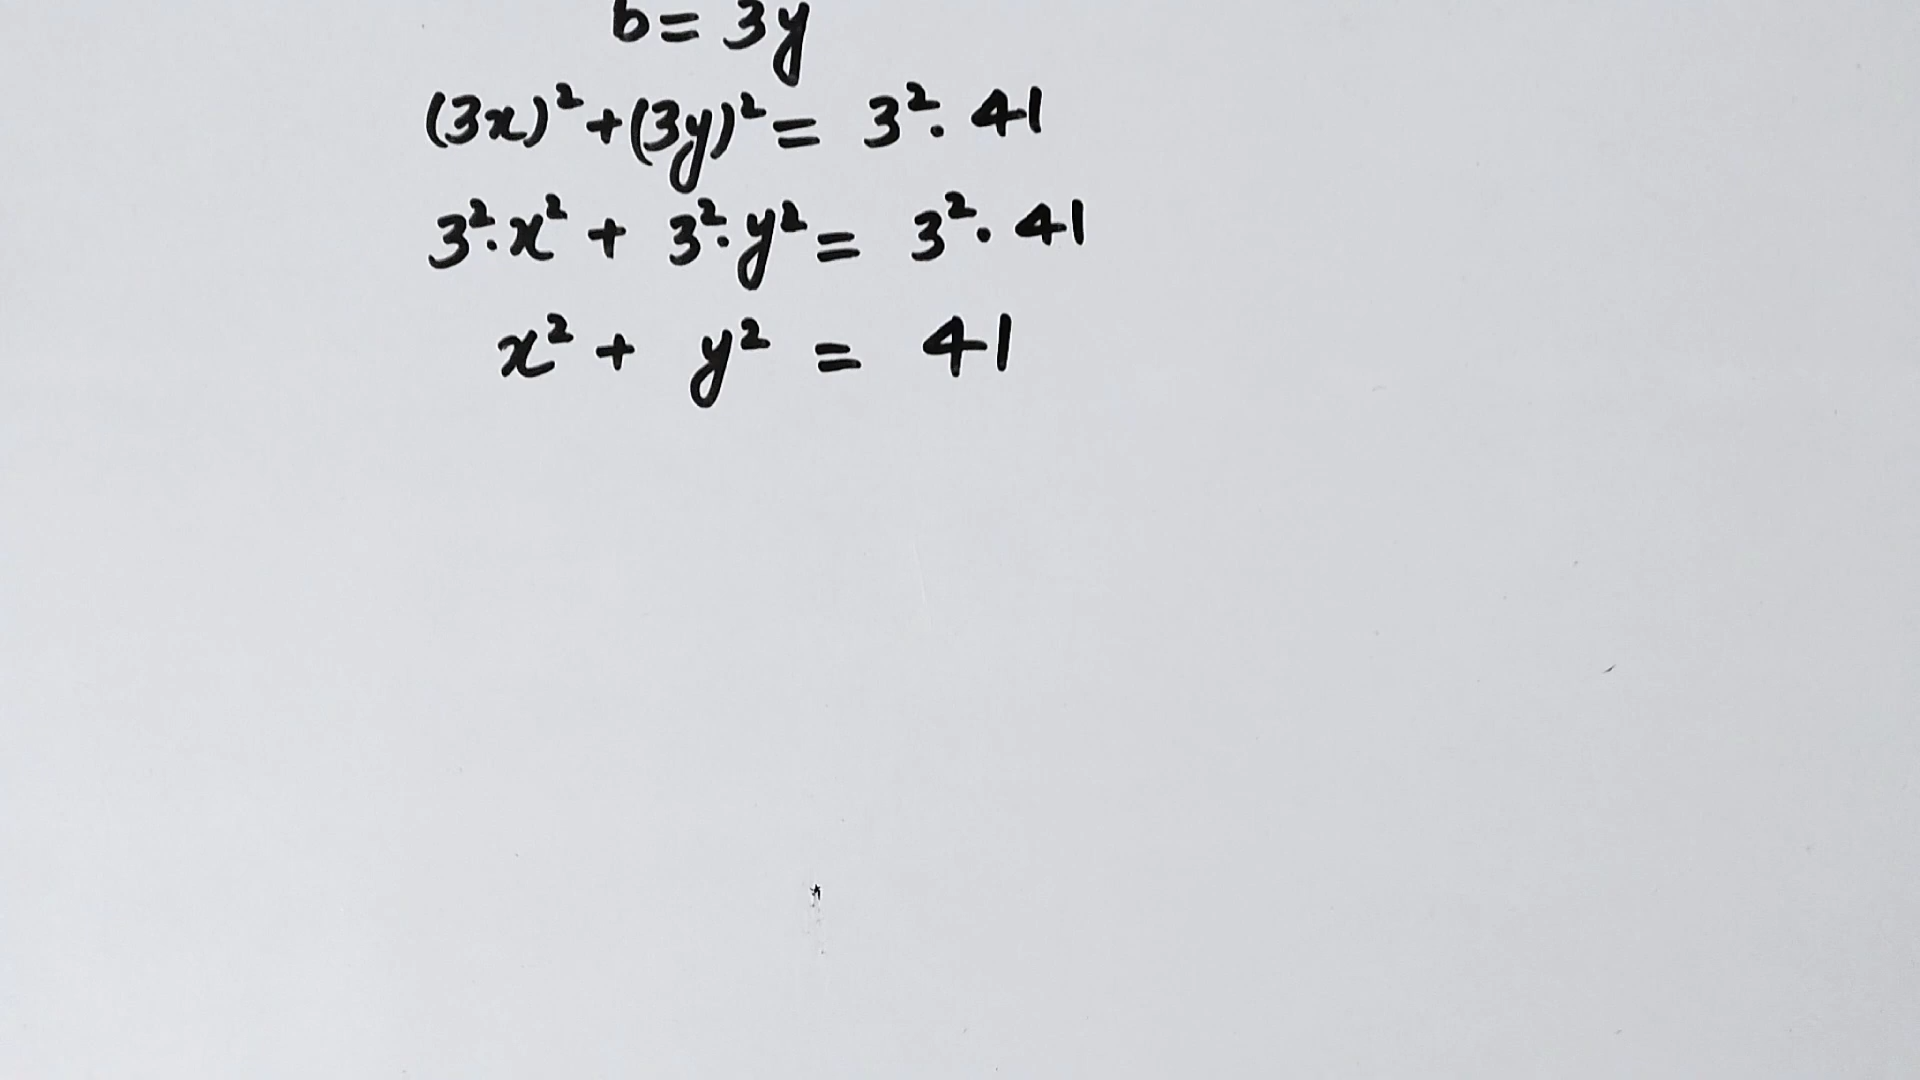 b = 3y
(3x)² + (3y)² = 3² . 41
3² . x² + 3² . y² = 3² . 41
x² + y² = 41